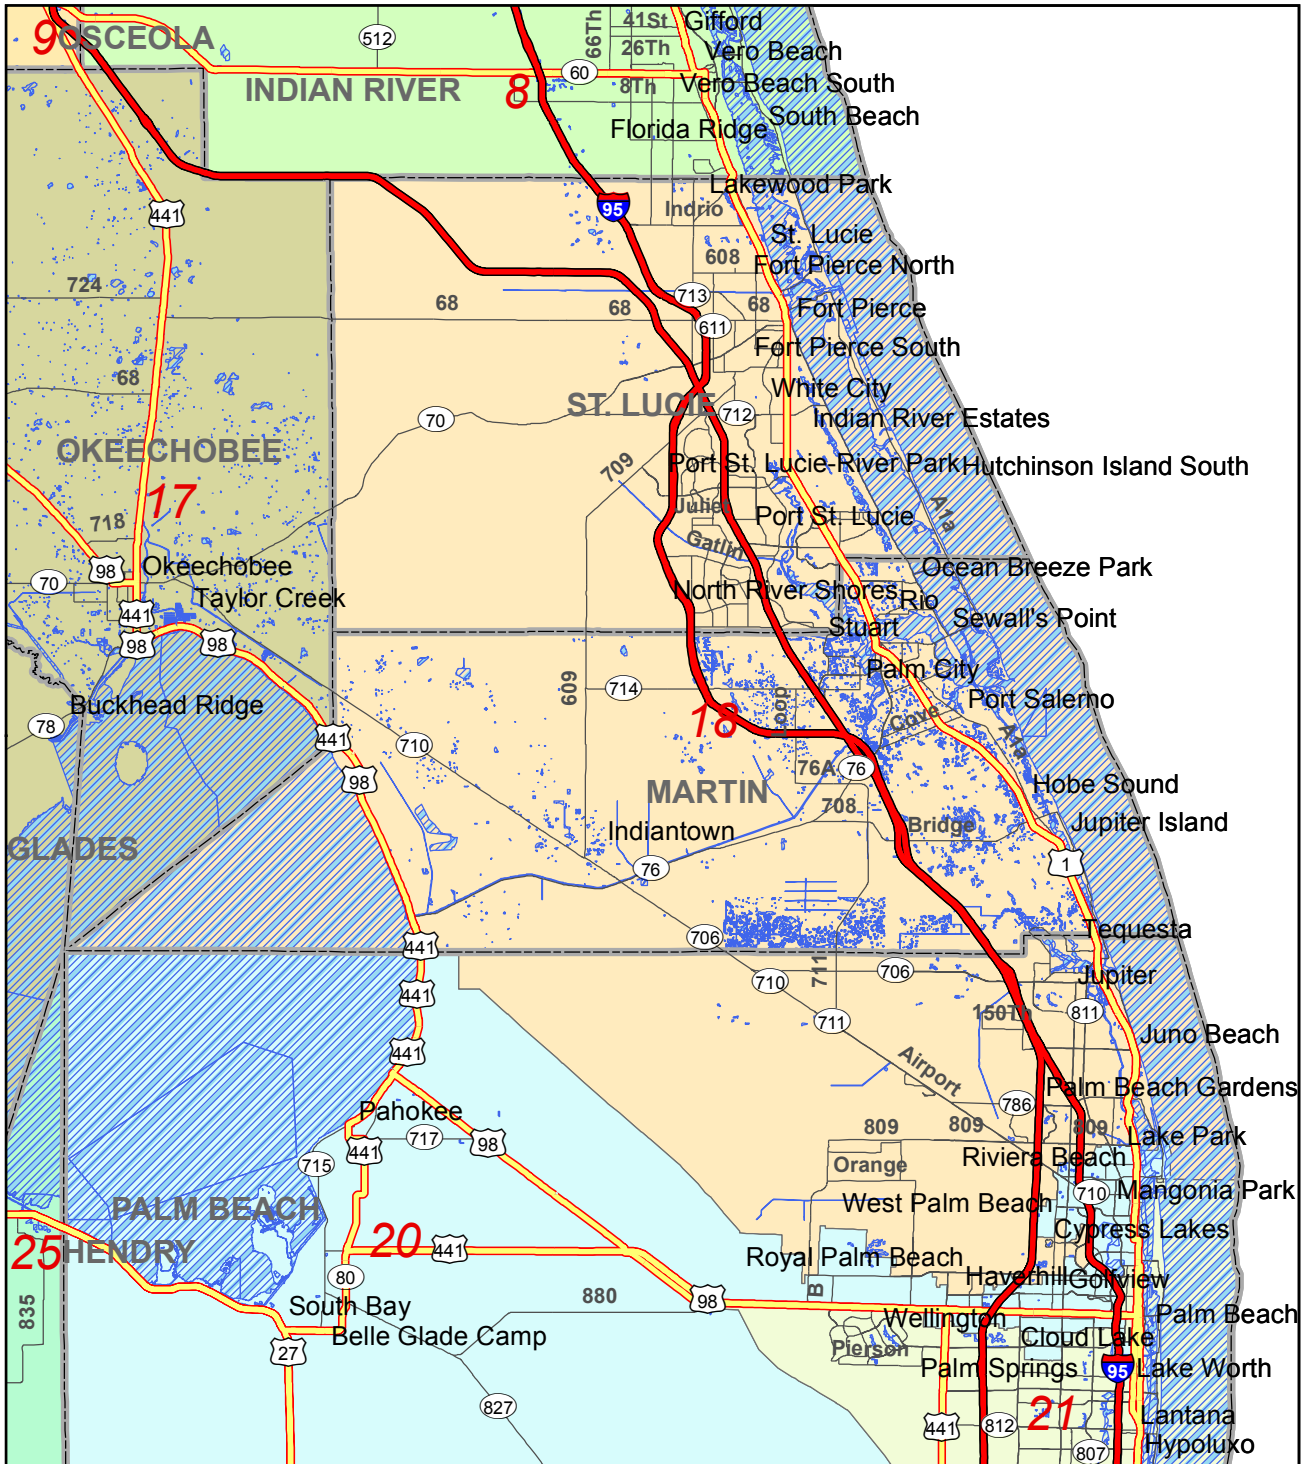 41St
Gifford
66Th
9
OSCEOLA
512
26Th
Vero Beach
60
8Th
Vero Beach South
INDIAN RIVER
8
South Beach
Florida Ridge
Lakewood Park
441
95
Indrio
St. Lucie
608
Fort Pierce North
724
68
68
713
68
Fort Pierce
611
Fort Pierce South
68
White City
ST. LUCIE
70
712
Indian River Estates
OKEECHOBEE
709
Port St. Lucie-River Park
Hutchinson Island South
17
Juliet
A1a
718
Port St. Lucie
Gatlin
98
Okeechobee
Ocean Breeze Park
70
Taylor Creek
North River Shores
Rio
441
Sewall's Point
98
98
Stuart
Palm City
609
714
Loop
Port Salerno
Buckhead Ridge
78
18
Cove
441
710
A1a
98
76A
76
Hobe Sound
MARTIN
708
Jupiter Island
Indiantown
Bridge
GLADES
76
1
441
706
Tequesta
711
706
Jupiter
441
710
150Th
811
711
Juno Beach
441
Airport
Palm Beach Gardens
786
Pahokee
717
98
809
809
809
Lake Park
441
715
Orange
Riviera Beach
710
Mangonia Park
PALM BEACH
West Palm Beach
Cypress Lakes
25
HENDRY
20
441
Royal Palm Beach
80
Haverhill
Golfview
B
835
South Bay
880
98
Palm Beach
Wellington
Belle Glade Camp
Cloud Lake
27
Pierson
Palm Springs
95
Lake Worth
827
21
Lantana
441
812
807
Hypoluxo